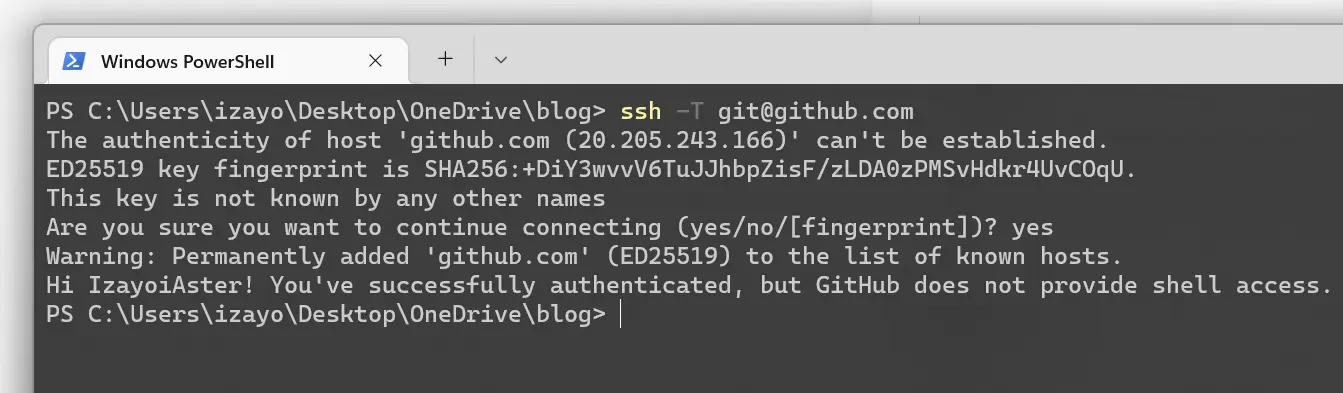 Windows PowerShell
PS C:\Users\izayo\Desktop\OneDrive\blog> ssh -T git@github.com
The authenticity of host 'github.com (20.205.243.166)' can't be established.
ED25519 key fingerprint is SHA256:+DiY3wvvV6TuJJhbpZisF/zLDA0zPMSvHdkr4UvCOqU.
This key is not known by any other names
Are you sure you want to continue connecting (yes/no/[fingerprint])? yes
Warning: Permanently added 'github.com' (ED25519) to the list of known hosts.
Hi IzayoiAster! You've successfully authenticated, but GitHub does not provide shell access.
PS C:\Users\izayo\Desktop\OneDrive\blog>